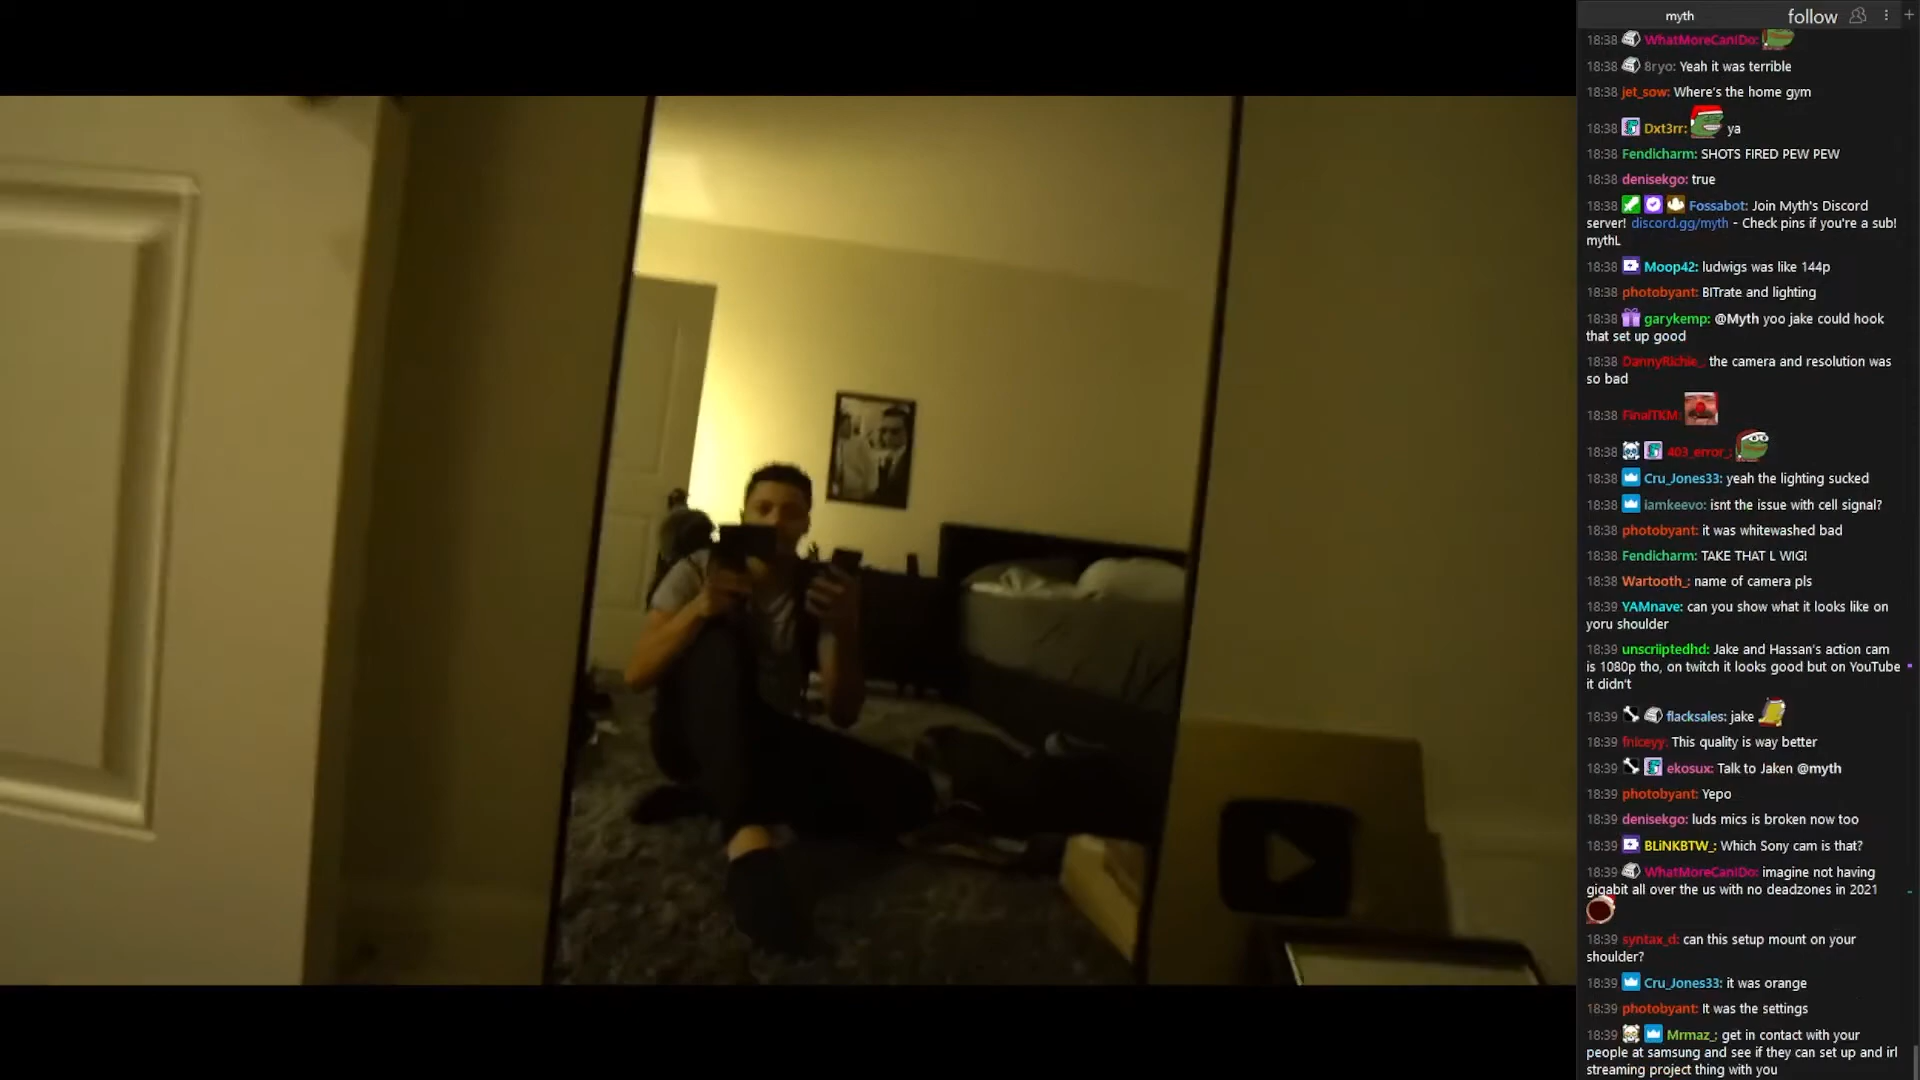 myth
follow
18:38 WhatMoreCanIDo:
18:38 8ryo: Yeah it was terrible
18:38 jet_sow: Where's the home gym
18:38 Dxt3rr: ya
18:38 Fendicharm: SHOTS FIRED PEW PEW
18:38 denisekgo: true
18:38 Fossabot: Join Myth's Discord
server! discord.gg/myth - Check pins if you're a sub!
mythL
18:38 Moop42: ludwigs was like 144p
18:38 photobyant: BITrate and lighting
18:38 garykemp: @Myth yoo jake could hook
that set up good
18:38 DannyRichie_: the camera and resolution was
so bad
18:38 FinalTKM:
18:38 403_error_:
18:38 Cru_Jones33: yeah the lighting sucked
18:38 iamkeevo: isnt the issue with cell signal?
18:38 photobyant: it was whitewashed bad
18:38 Fendicharm: TAKE THAT L WIG!
18:38 Wartooth_: name of camera pls
18:39 YAMnave: can you show what it looks like on
yoru shoulder
18:39 unscriiptedhd: Jake and Hassan's action cam
is 1080p tho, on twitch it looks good but on YouTube
it didn't
18:39 flacksales: jake
18:39 fniceyy: This quality is way better
18:39 ekosux: Talk to Jaken @myth
18:39 photobyant: Yepo
18:39 denisekgo: luds mics is broken now too
18:39 BLiNKBTW_: Which Sony cam is that?
18:39 WhatMoreCanIDo: imagine not having
gigabit all over the us with no deadzones in 2021
18:39 syntax_d: can this setup mount on your
shoulder?
18:39 Cru_Jones33: it was orange
18:39 photobyant: It was the settings
18:39 Mrmaz_: get in contact with your
people at samsung and see if they can set up and irl
streaming project thing with you